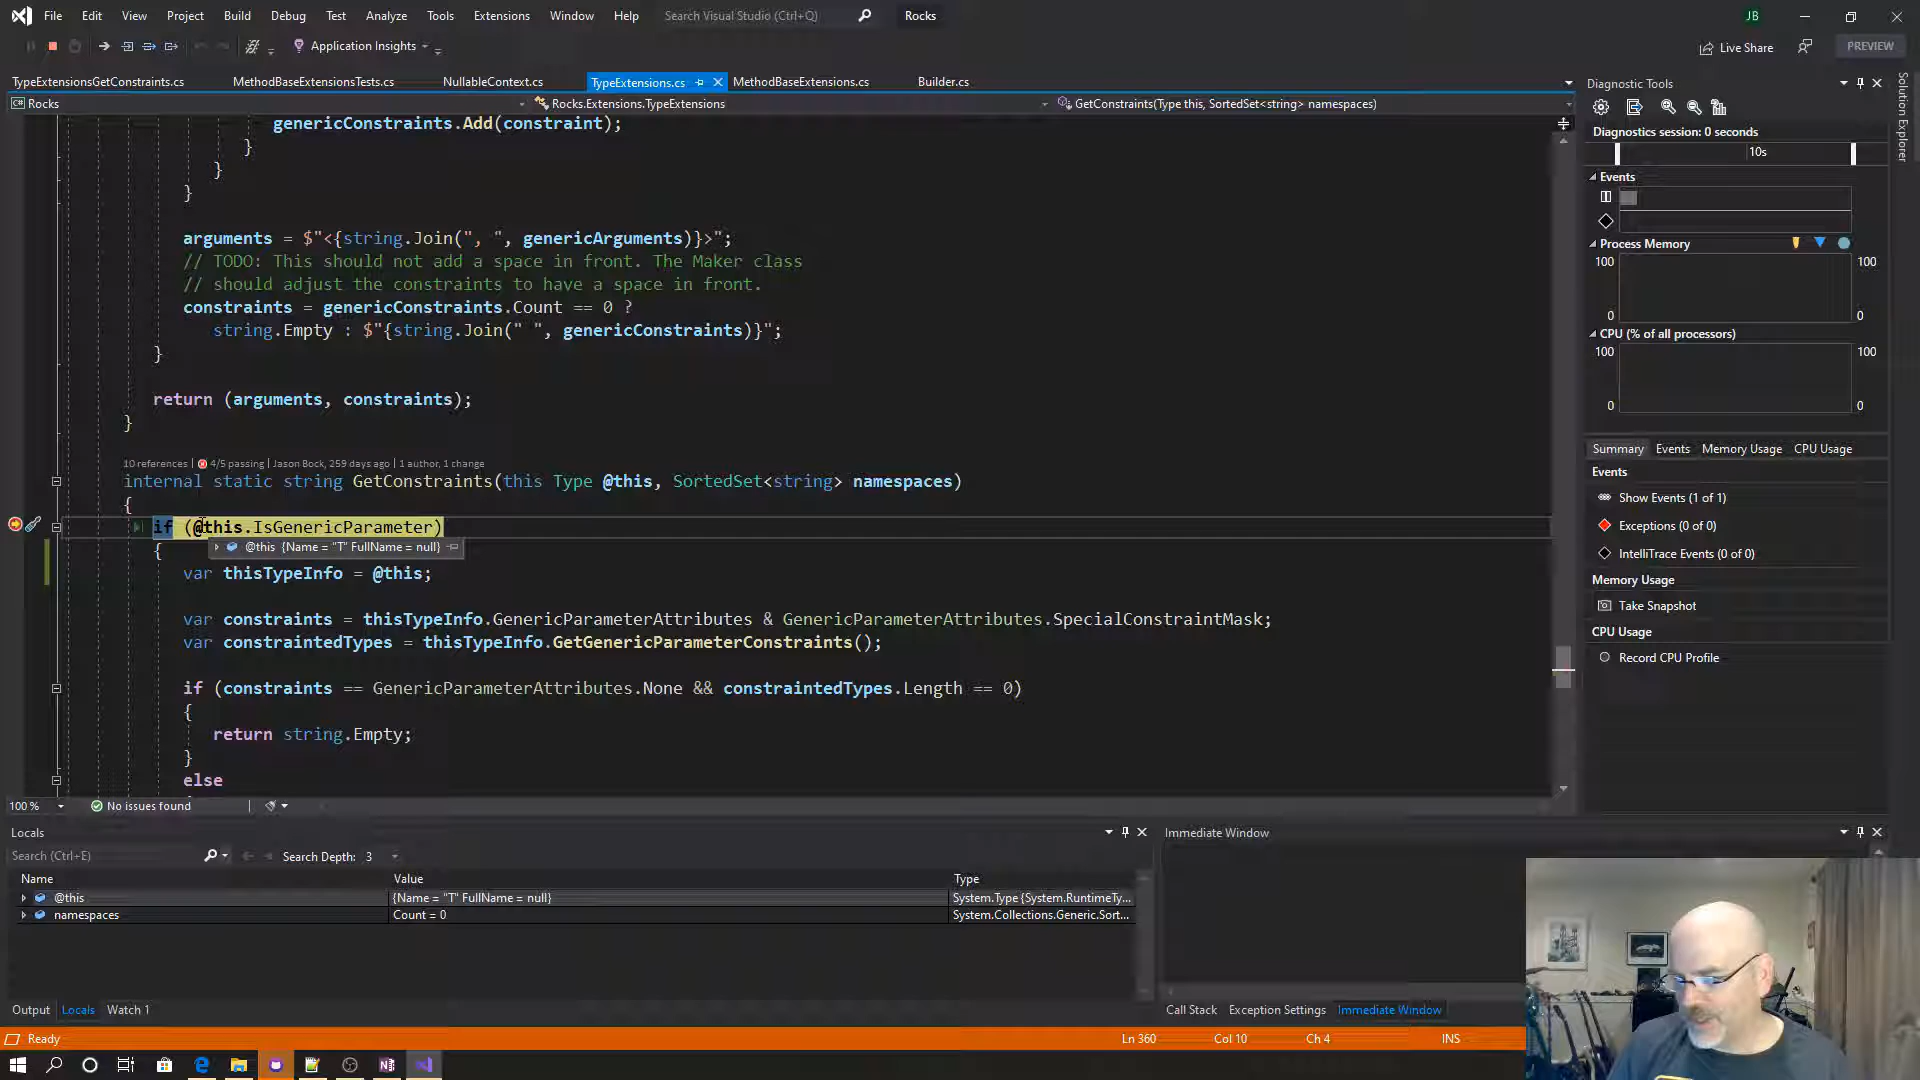 File Edit View Project Build Debug Test Analyze Tools Extensions Window Help Search Visual Studio (Ctrl+Q) Rocks JB
Application Insights Live Share PREVIEW
TypeExtensionsGetConstraints.cs MethodBaseExtensionsTests.cs NullableContext.cs TypeExtensions.cs MethodBaseExtensions.cs Builder.cs
Rocks Rocks.Extensions.TypeExtensions GetConstraints(Type this, SortedSet<string> namespaces)
genericConstraints.Add(constraint);
}
}
}
arguments = $"<{string.Join(", ", genericArguments)}>";
// TODO: This should not add a space in front. The Maker class
// should adjust the constraints to have a space in front.
constraints = genericConstraints.Count == 0 ?
string.Empty : $"{string.Join(" ", genericConstraints)}";
}
return (arguments, constraints);
}
10 references | 4/5 passing | Jason Bock, 259 days ago | 1 author, 1 change
internal static string GetConstraints(this Type @this, SortedSet<string> namespaces)
{
if (@this.IsGenericParameter)
{
@this {Name = "T" FullName = null}
var thisTypeInfo = @this;
var constraints = thisTypeInfo.GenericParameterAttributes & GenericParameterAttributes.SpecialConstraintMask;
var constraintedTypes = thisTypeInfo.GetGenericParameterConstraints();
if (constraints == GenericParameterAttributes.None && constraintedTypes.Length == 0)
{
return string.Empty;
}
else
100 % No issues found
Diagnostic Tools
Diagnostics session: 0 seconds
10s
Events
Process Memory
100 100
0 0
CPU (% of all processors)
100 100
0 0
Summary Events Memory Usage CPU Usage
Events
Show Events (1 of 1)
Exceptions (0 of 0)
IntelliTrace Events (0 of 0)
Memory Usage
Take Snapshot
CPU Usage
Record CPU Profile
Solution Explorer
Locals
Search (Ctrl+E) Search Depth: 3
Name Value Type
@this {Name = "T" FullName = null} System.Type {System.RuntimeTy...
namespaces Count = 0 System.Collections.Generic.Sort...
Output Locals Watch 1
Immediate Window
Call Stack Exception Settings Immediate Window
Ready Ln 360 Col 10 Ch 4 INS